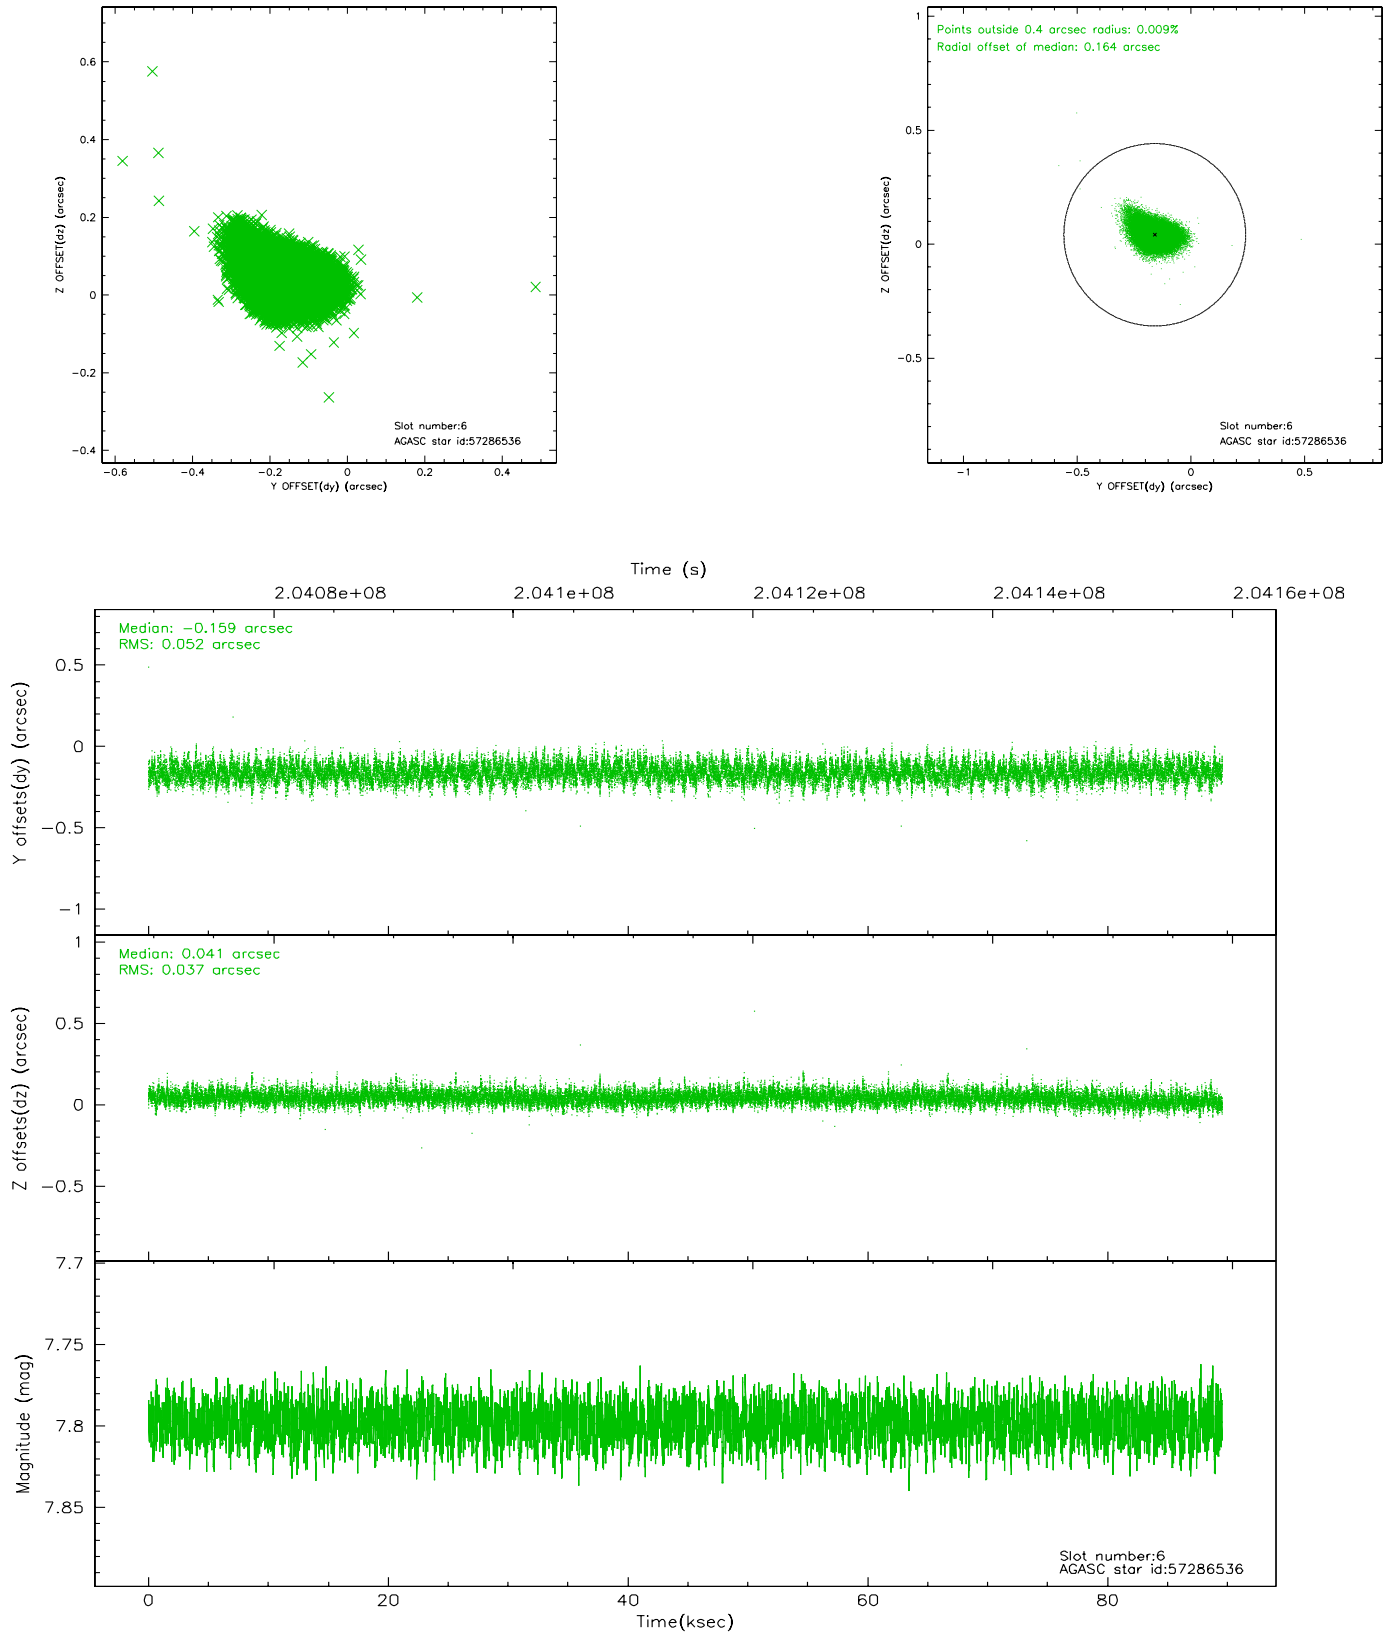 0.6
0.4
0.2
0
−0.2
−0.4
Z OFFSET(dz) (arcsec)
Slot number:6
AGASC star id:57286536
−0.6 −0.4 −0.2 0 0.2 0.4
Y OFFSET(dy) (arcsec)
Points outside 0.4 arcsec radius: 0.009%
Radial offset of median: 0.164 arcsec
1
0.5
0
−0.5
Z OFFSET(dz) (arcsec)
Slot number:6
AGASC star id:57286536
−1 −0.5 0 0.5
Y OFFSET(dy) (arcsec)
Time (s)
2.0408e+08 2.041e+08 2.0412e+08 2.0414e+08 2.0416e+08
Median: −0.159 arcsec
RMS: 0.052 arcsec
0.5
0
−0.5
−1
Y offsets(dy) (arcsec)
Median: 0.041 arcsec
RMS: 0.037 arcsec
1
0.5
0
−0.5
Z offsets(dz) (arcsec)
7.7
7.75
7.8
7.85
Magnitude (mag)
Slot number:6
AGASC star id:57286536
0 20 40 60 80
Time(ksec)